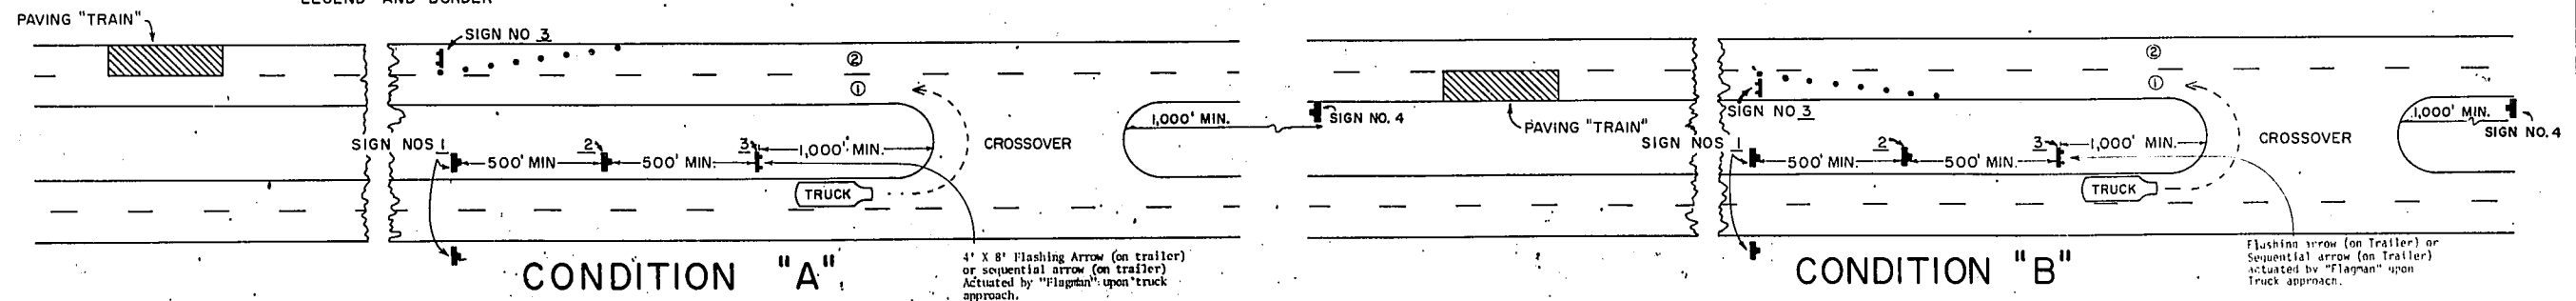 LEGEND AND BORDER
PAVING "TRAIN"
SIGN NO 3
②
①
SIGN NOS 1
500' MIN
2
500' MIN.
3
1,000' MIN.
CROSSOVER
TRUCK
1,000' MIN.
SIGN NO. 4
4' X 8' Flashing Arrow (on trailer)
or sequential arrow (on trailer)
Actuated by "Flagman" upon truck
approach.
CONDITION "A"
PAVING "TRAIN"
SIGN NO 3
②
①
SIGN NOS 1
500' MIN.
2
500' MIN.
3
1,000' MIN.
CROSSOVER
TRUCK
1,000' MIN.
SIGN NO. 4
Flashing arrow (on Trailer) or
Sequential arrow (on Trailer)
actuated by "Flagman" upon
Truck approach.
CONDITION "B"